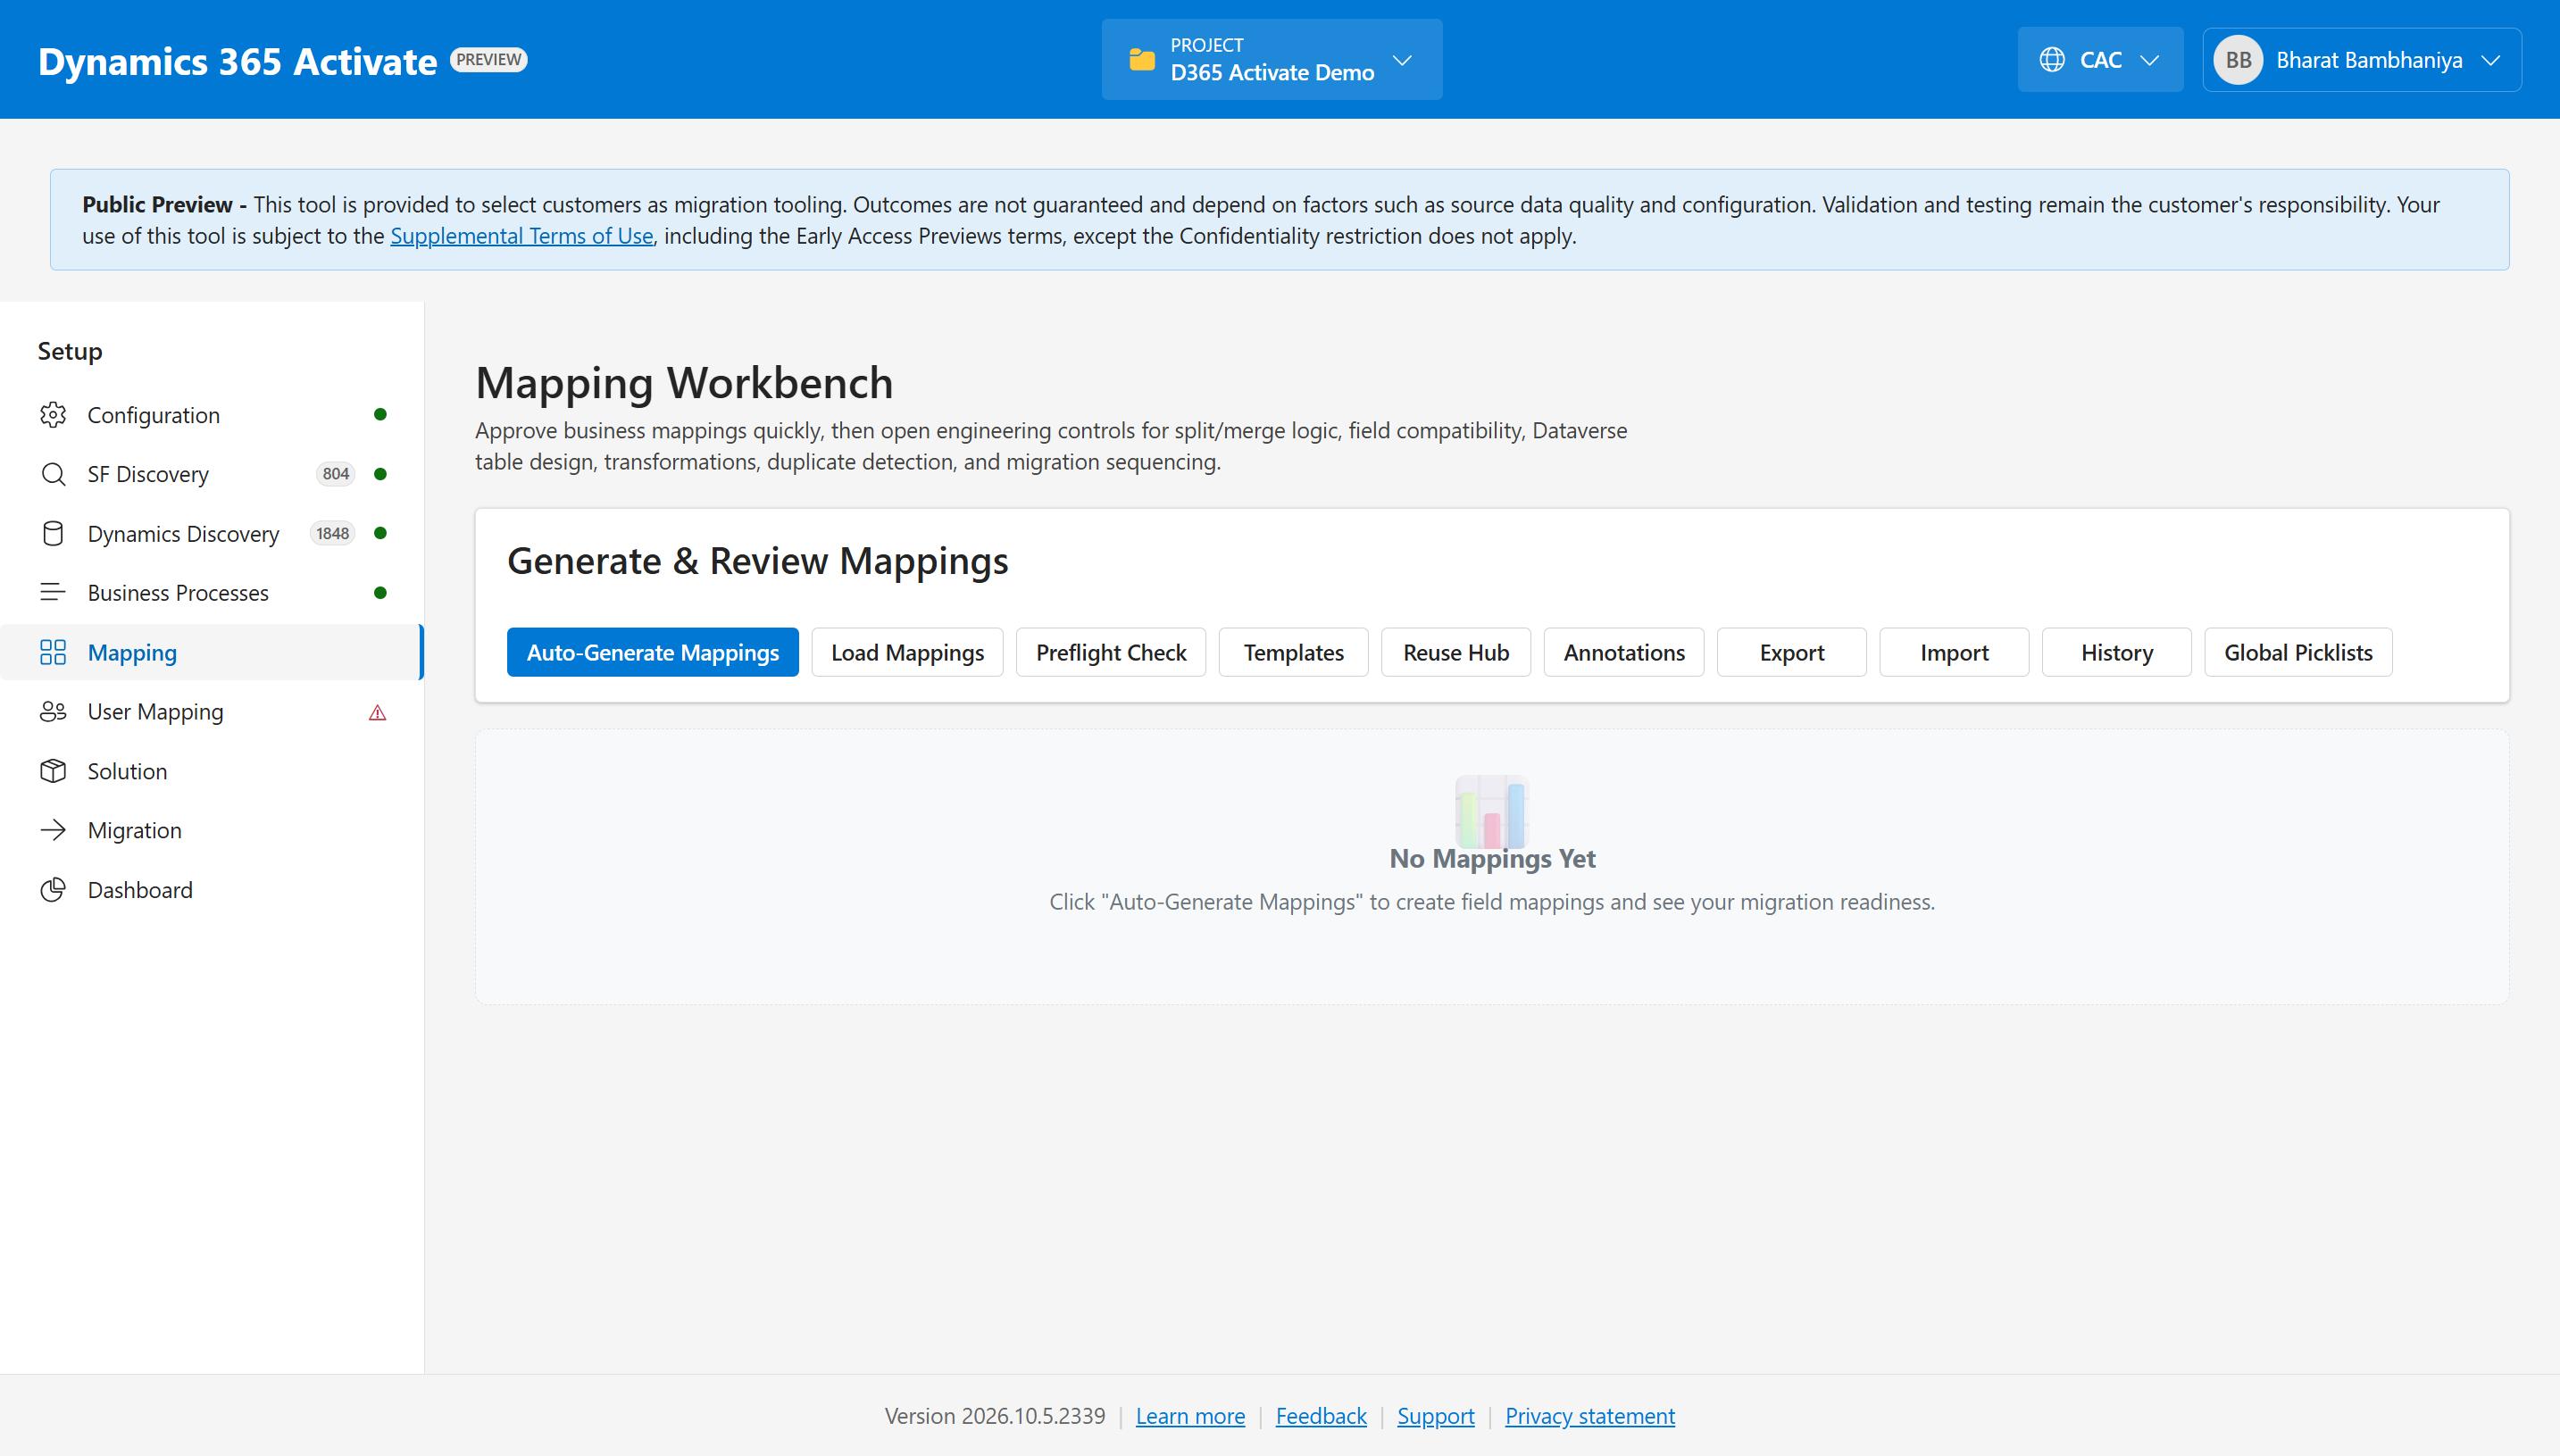 Dynamics 365 Activate PREVIEW
PROJECT
D365 Activate Demo
CAC
BB Bharat Bambhaniya
Public Preview - This tool is provided to select customers as migration tooling. Outcomes are not guaranteed and depend on factors such as source data quality and configuration. Validation and testing remain the customer's responsibility. Your
use of this tool is subject to the Supplemental Terms of Use, including the Early Access Previews terms, except the Confidentiality restriction does not apply.
Setup
Configuration
SF Discovery 804
Dynamics Discovery 1848
Business Processes
Mapping
User Mapping
Solution
Migration
Dashboard
Mapping Workbench
Approve business mappings quickly, then open engineering controls for split/merge logic, field compatibility, Dataverse
table design, transformations, duplicate detection, and migration sequencing.
Generate & Review Mappings
Auto-Generate Mappings Load Mappings Preflight Check Templates Reuse Hub Annotations Export Import History Global Picklists
No Mappings Yet
Click "Auto-Generate Mappings" to create field mappings and see your migration readiness.
Version 2026.10.5.2339 | Learn more | Feedback | Support | Privacy statement